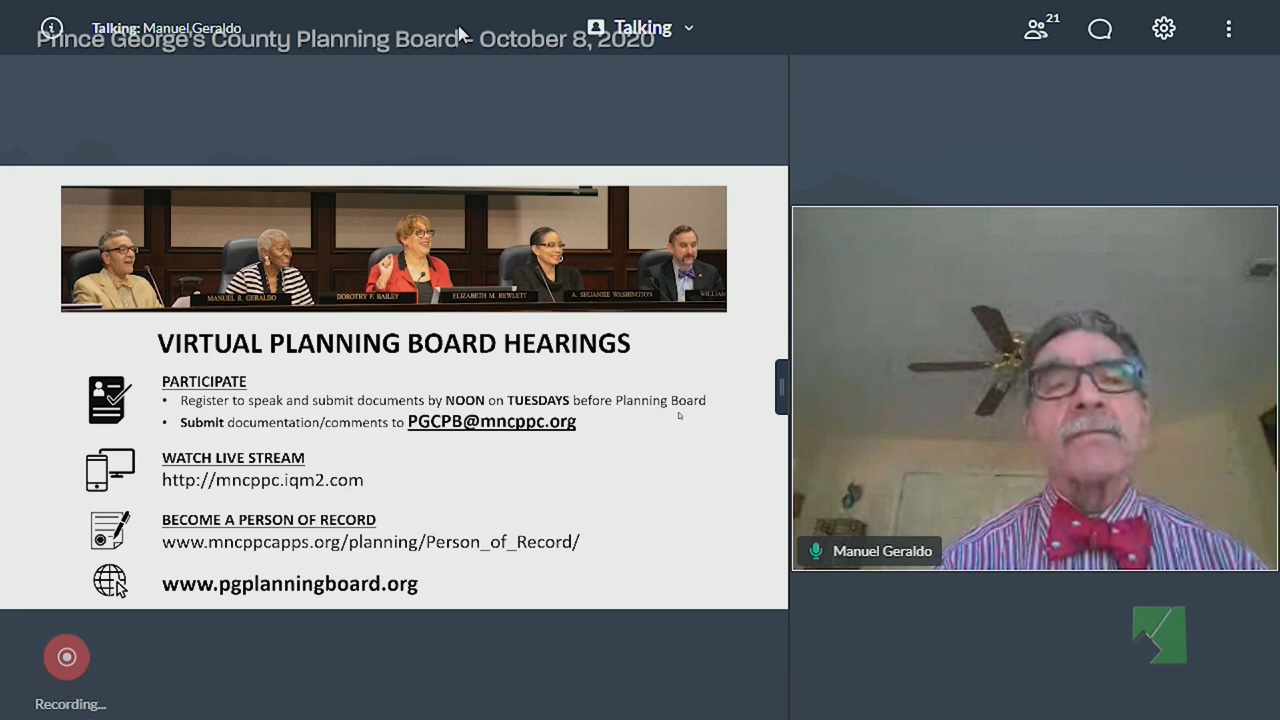 Talking: Manuel Geraldo
Talking
21
Prince George's County Planning Board - October 8, 2020
MANUEL R. GERALDO
DOROTHY F. BAILEY
ELIZABETH M. HEWLETT
A. SHUANISE WASHINGTON
WILLIAM
VIRTUAL PLANNING BOARD HEARINGS
PARTICIPATE
• Register to speak and submit documents by NOON on TUESDAYS before Planning Board
• Submit documentation/comments to PGCPB@mncppc.org
WATCH LIVE STREAM
http://mncppc.iqm2.com
BECOME A PERSON OF RECORD
www.mncppcapps.org/planning/Person_of_Record/
www.pgplanningboard.org
Manuel Geraldo
Recording...